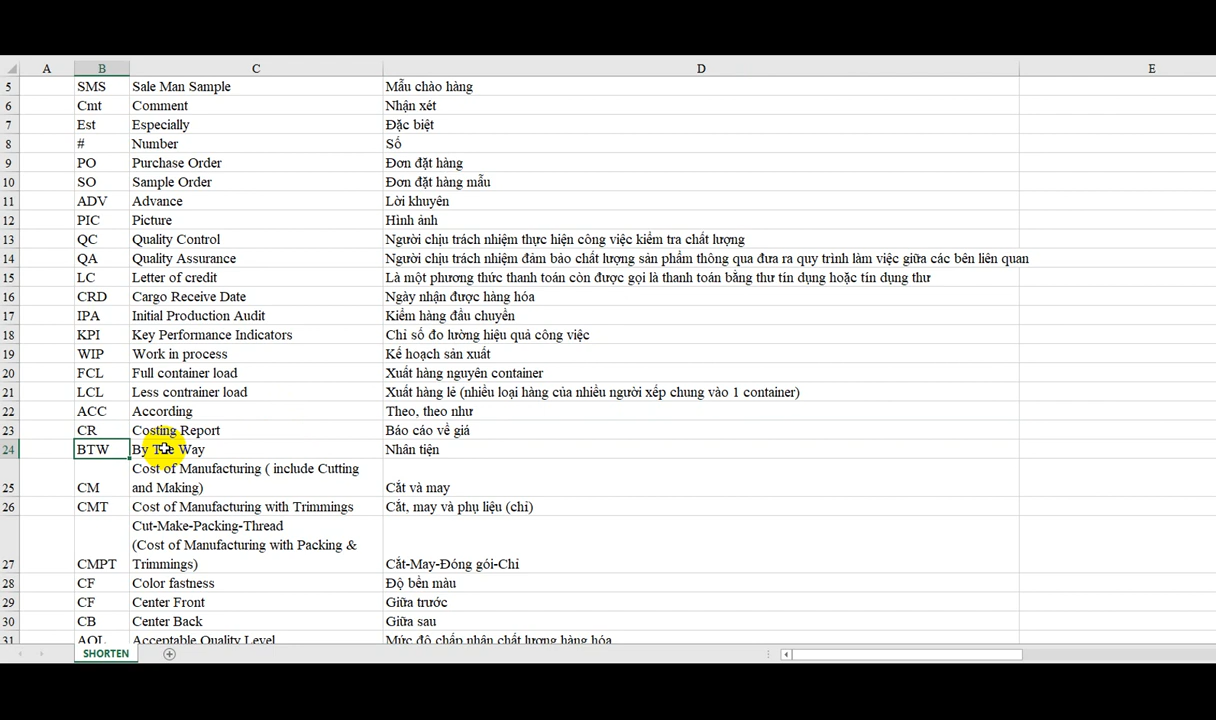 A B C D E
5 SMS Sale Man Sample Mẫu chào hàng
6 Cmt Comment Nhận xét
7 Est Especially Đặc biệt
8 # Number Số
9 PO Purchase Order Đơn đặt hàng
10 SO Sample Order Đơn đặt hàng mẫu
11 ADV Advance Lời khuyên
12 PIC Picture Hình ảnh
13 QC Quality Control Người chịu trách nhiệm thực hiện công việc kiểm tra chất lượng
14 QA Quality Assurance Người chịu trách nhiệm đảm bảo chất lượng sản phẩm thông qua đưa ra quy trình làm việc giữa các bên liên quan
15 LC Letter of credit Là một phương thức thanh toán còn được gọi là thanh toán bằng thư tín dụng hoặc tín dụng thư
16 CRD Cargo Receive Date Ngày nhận được hàng hóa
17 IPA Initial Production Audit Kiểm hàng đầu chuyền
18 KPI Key Performance Indicators Chỉ số đo lường hiệu quả công việc
19 WIP Work in process Kế hoạch sản xuất
20 FCL Full container load Xuất hàng nguyên container
21 LCL Less contrainer load Xuất hàng lẻ (nhiều loại hàng của nhiều người xếp chung vào 1 container)
22 ACC According Theo, theo như
23 CR Costing Report Báo cáo về giá
24 BTW By The Way Nhân tiện
Cost of Manufacturing ( include Cutting
25 CM and Making) Cắt và may
26 CMT Cost of Manufacturing with Trimmings Cắt, may và phụ liệu (chỉ)
Cut-Make-Packing-Thread
(Cost of Manufacturing with Packing &
27 CMPT Trimmings) Cắt-May-Đóng gói-Chỉ
28 CF Color fastness Độ bền màu
29 CF Center Front Giữa trước
30 CB Center Back Giữa sau
31 AQL Acceptable Quality Level Mức độ chấp nhận chất lượng hàng hóa
SHORTEN